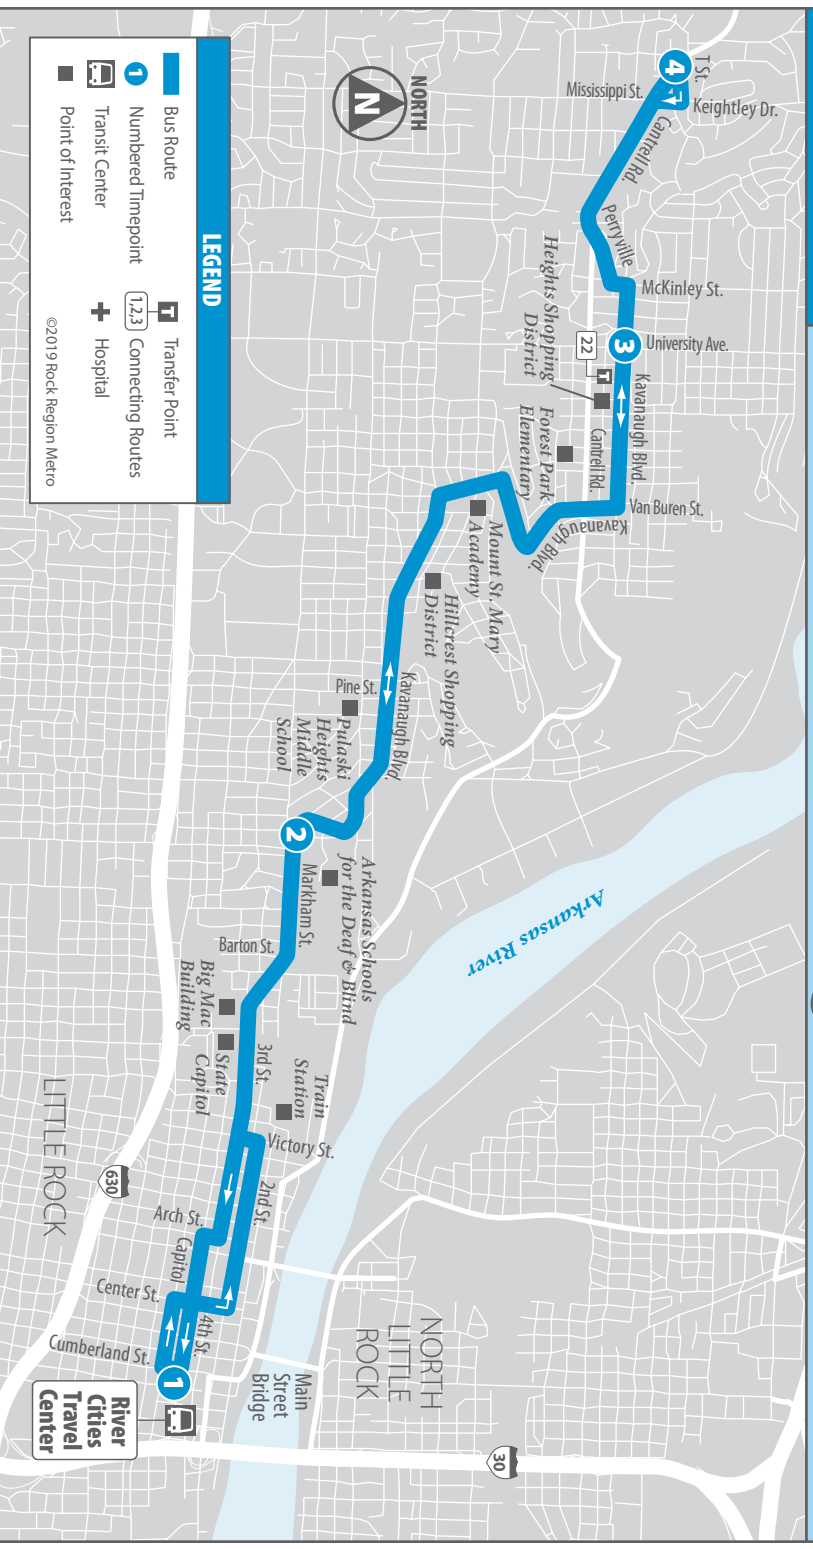 T St.
4
Mississippi St.
Keightley Dr.
Cantrell Rd.
Perryville
McKinley St.
3
University Ave.
Heights Shopping
District
22
T
Kavanaugh Blvd.
Cantrell Rd.
Forest Park
Elementary
Van Buren St.
Kavanaugh Blvd.
Mount St. Mary
Academy
Hillcrest Shopping
District
Pine St.
Kavanaugh Blvd.
Pulaski
Heights
Middle
School
2
Markham St.
Arkansas Schools
for the Deaf & Blind
Arkansas River
Barton St.
Big Mac
Building
State
Capitol
3rd St.
Train
Station
Victory St.
2nd St.
Arch St.
Capitol
Center St.
4th St.
Cumberland St.
1
River
Cities
Travel
Center
Main
Street
Bridge
LITTLE ROCK
NORTH
LITTLE
ROCK
630
30
NORTH
N
LEGEND
Bus Route
1 Numbered Timepoint
Transit Center
Point of Interest
T Transfer Point
1,2,3 Connecting Routes
Hospital
©2019 Rock Region Metro